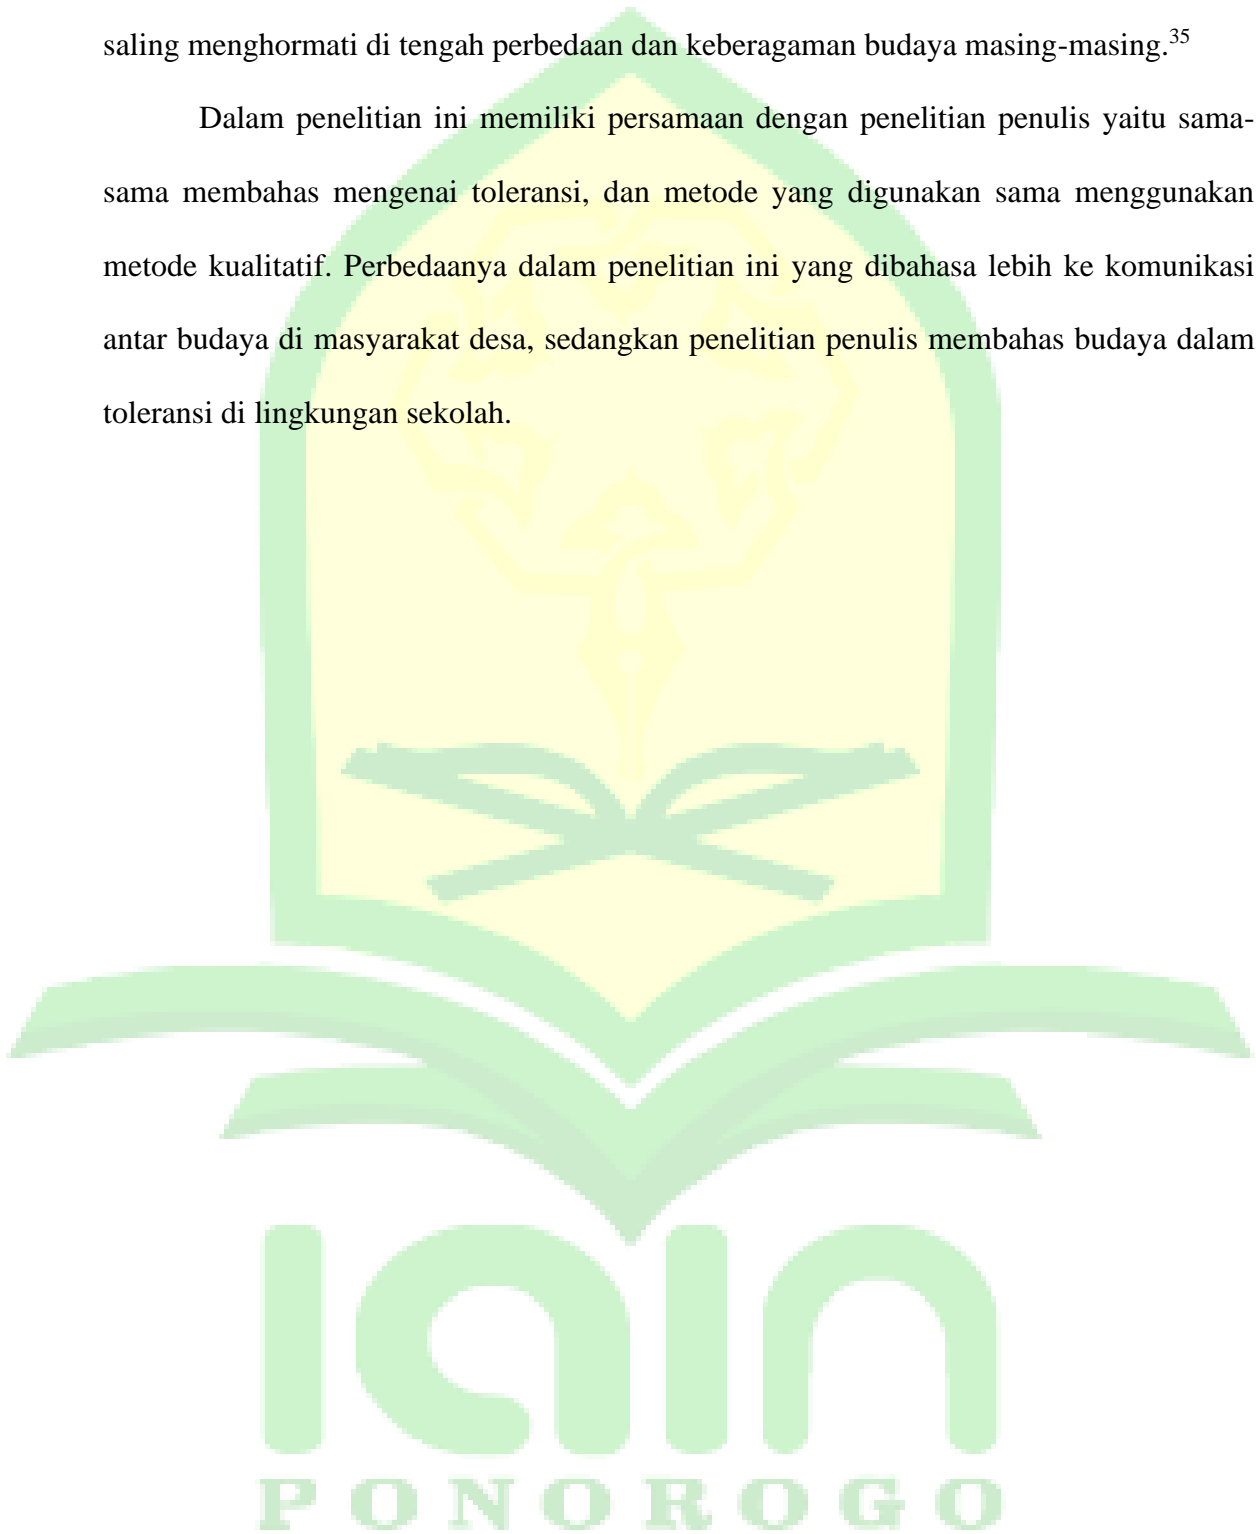 saling menghormati di tengah perbedaan dan keberagaman budaya masing-masing.35
Dalam penelitian ini memiliki persamaan dengan penelitian penulis yaitu sama-
sama membahas mengenai toleransi, dan metode yang digunakan sama menggunakan
metode kualitatif. Perbedaanya dalam penelitian ini yang dibahasa lebih ke komunikasi
antar budaya di masyarakat desa, sedangkan penelitian penulis membahas budaya dalam
toleransi di lingkungan sekolah.
iain
PONOROGO